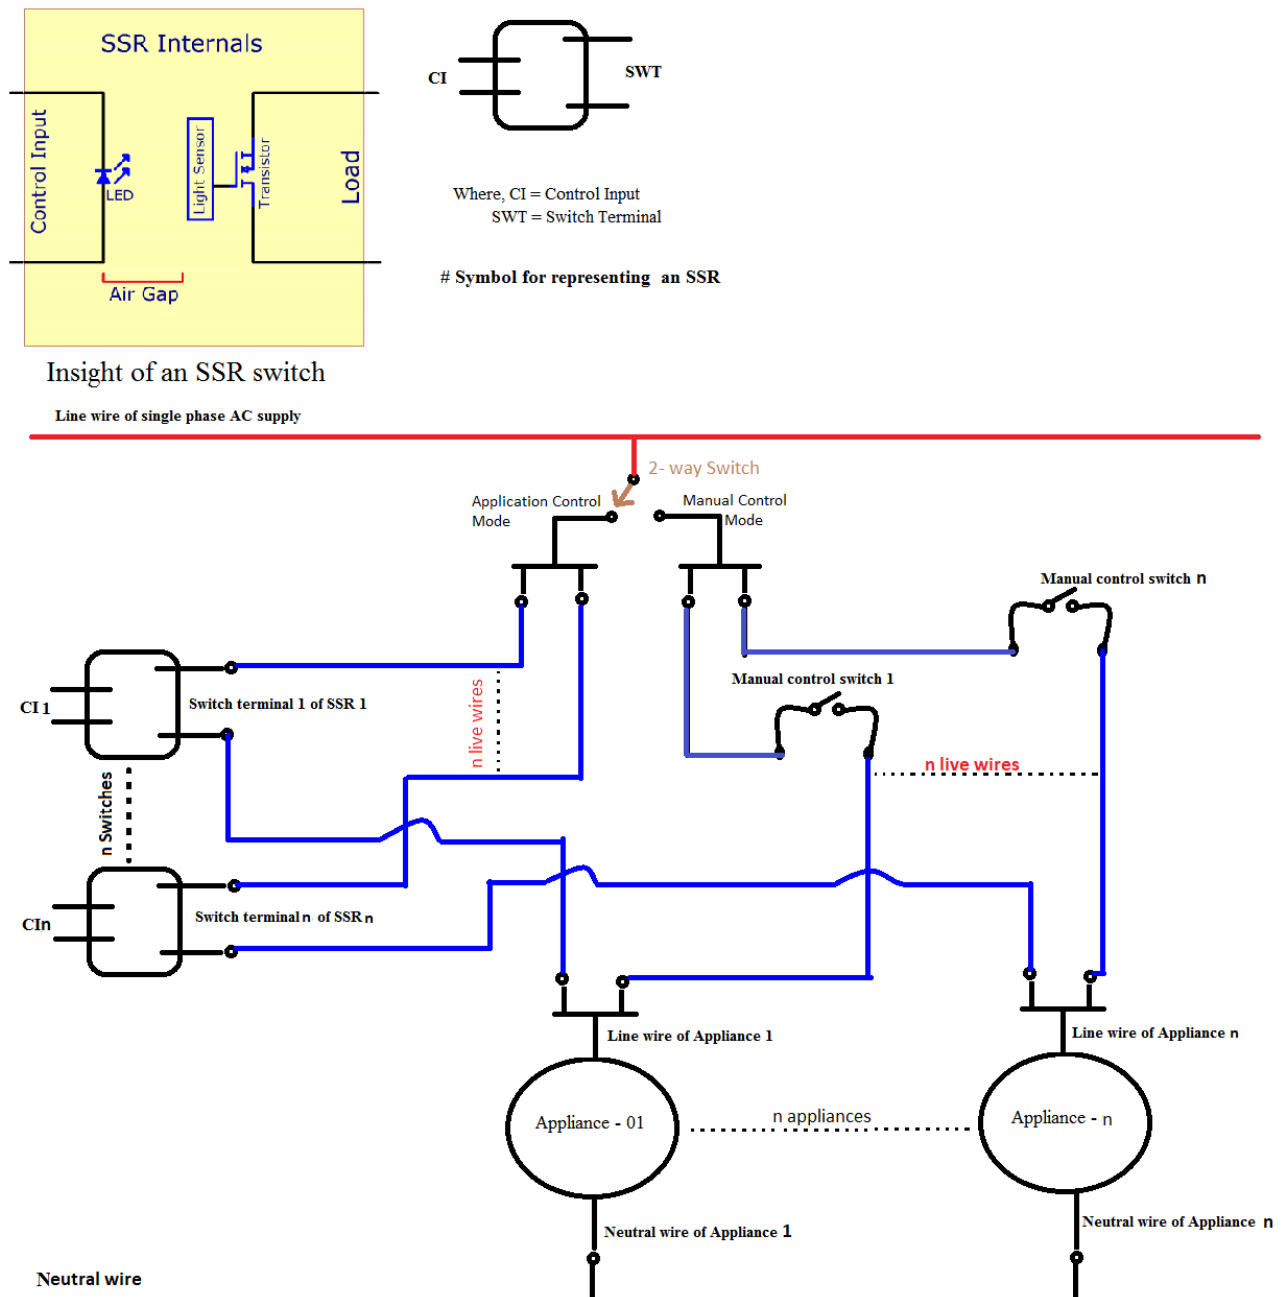 SSR Internals
Control Input
LED
Light Sensor
Transistor
Load
Air Gap
Insight of an SSR switch
CI
SWT
Where, CI = Control Input
SWT = Switch Terminal
# Symbol for representing an SSR
Line wire of single phase AC supply
2- way Switch
Application Control
Mode
Manual Control
Mode
Manual control switch n
Manual control switch 1
CI 1
Switch terminal 1 of SSR 1
n live wires
n live wires
n Switches
CIn
Switch terminal n of SSR n
Line wire of Appliance 1
Line wire of Appliance n
Appliance - 01
n appliances
Appliance - n
Neutral wire of Appliance 1
Neutral wire of Appliance n
Neutral wire